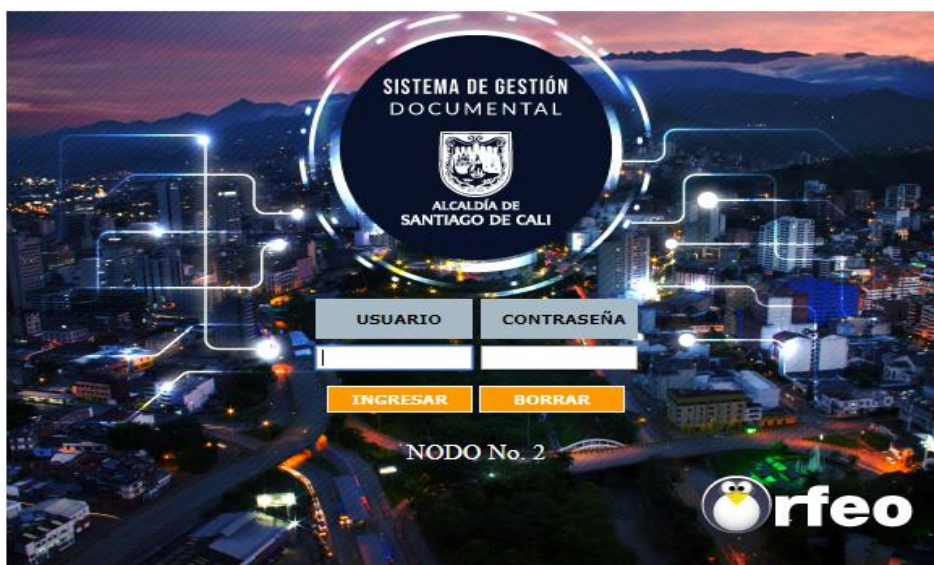 SISTEMA DE GESTIÓN
DOCUMENTAL
ALCALDÍA DE
SANTIAGO DE CALI
USUARIO CONTRASEÑA
INGRESAR BORRAR
NODO No. 2
Orfeo